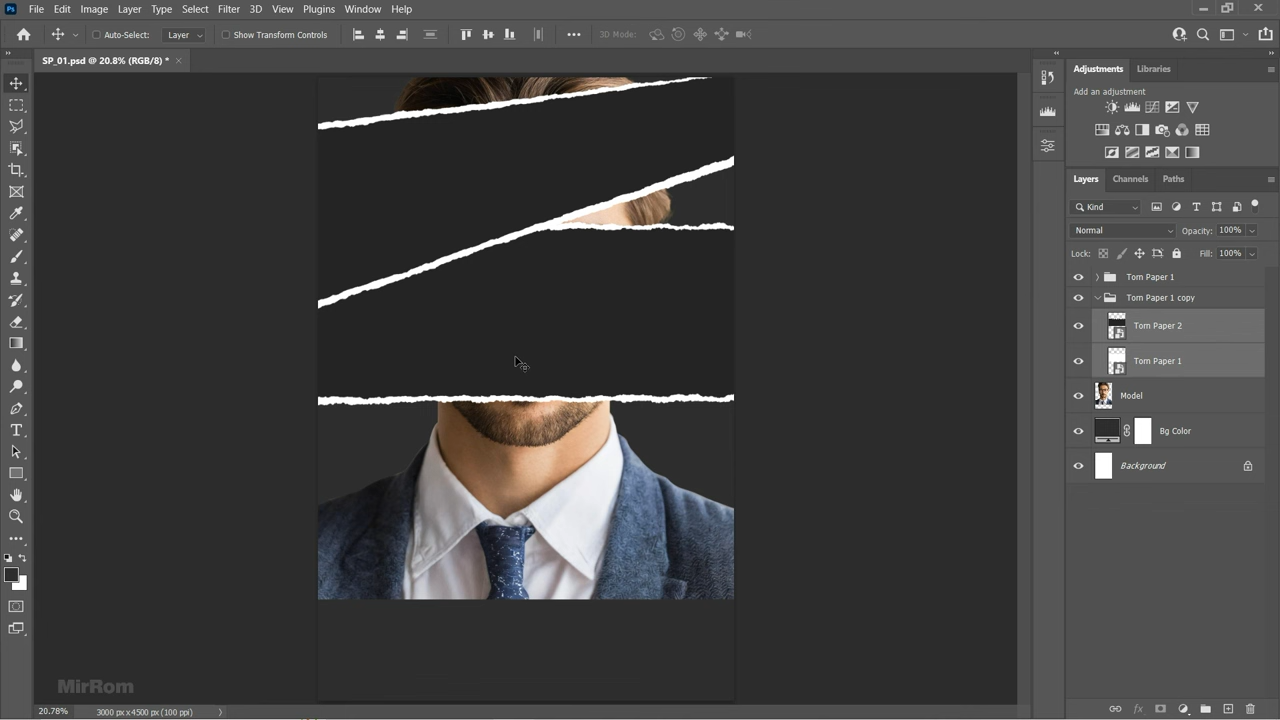 Ps File Edit Image Layer Type Select Filter 3D View Plugins Window Help
Auto-Select: Layer Show Transform Controls 3D Mode:
SP_01.psd @ 20.8% (RGB/8) *
Adjustments Libraries
Add an adjustment
Layers Channels Paths
Kind
Normal Opacity: 100%
Lock: Fill: 100%
Torn Paper 1
Torn Paper 1 copy
Torn Paper 2
Torn Paper 1
Model
Bg Color
Background
MirRom
20.78% 3000 px x 4500 px (100 ppi)